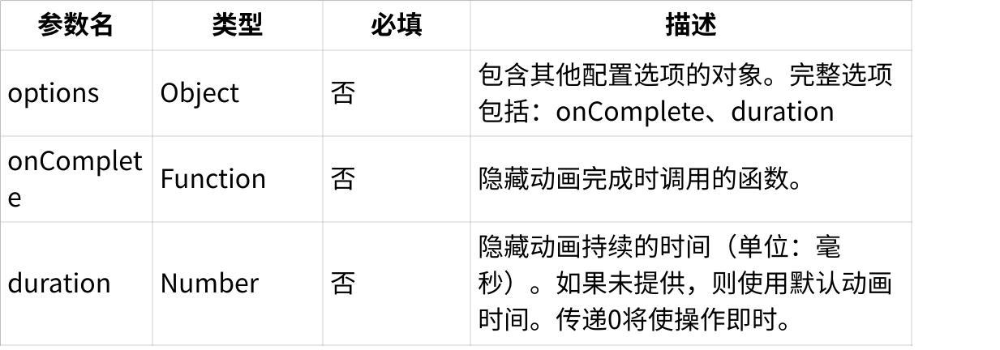 参数名 类型 必填 描述
options Object 否 包含其他配置选项的对象。完整选项
包括：onComplete、duration
onComplet
e Function 否 隐藏动画完成时调用的函数。
duration Number 否 隐藏动画持续的时间（单位：毫
秒）。如果未提供，则使用默认动画
时间。传递0将使操作即时。